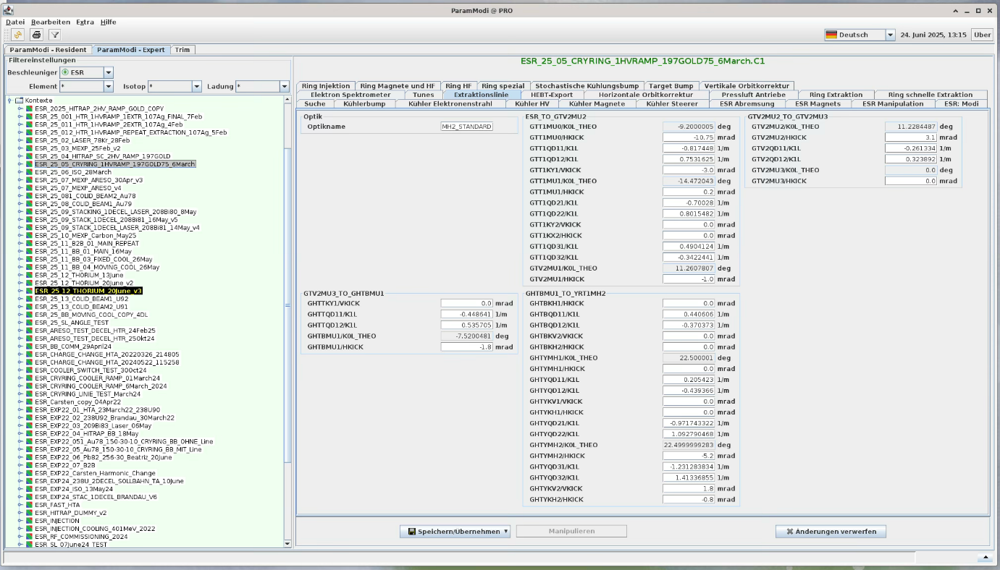 ParamModi @ PRO
Datei Bearbeiten Extra Hilfe
Deutsch 24. Juni 2025, 13:15 Über
ParamModi - Resident ParamModi - Expert Trim
Filtereinstellungen
Beschleuniger ESR
Element * Isotop * Ladung *
Kontexte
ESR_2025_HITRAP_2HV_RAMP_GOLD_COPY
ESR_25_001_HTR_1HVRAMP_1EXTR_107Ag_FINAL_7Feb
ESR_25_011_HTR_1HVRAMP_2EXTR_107Ag_4Feb
ESR_25_012_HTR_1HVRAMP_REPEAT_EXTRACTION_107Ag_5Feb
ESR_25_02_LASER_78Kr_28Feb
ESR_25_03_MEXP_25Feb_v2
ESR_25_04_HITRAP_SC_2HV_RAMP_197GOLD
ESR_25_05_CRYRING_1HVRAMP_197GOLD75_6March
ESR_25_06_ISO_28March
ESR_25_07_MEXP_ARESO_30Apr_v3
ESR_25_07_MEXP_ARESO_v4
ESR_25_081_COLID_BEAM2_Au78
ESR_25_08_COLID_BEAM1_Au79
ESR_25_09_STACKING_1DECEL_LASER_208Bi80_8May
ESR_25_09_STACK_1DECEL_208Bi81_16May_v5
ESR_25_09_STACK_1DECEL_LASER_208Bi81_14May_v4
ESR_25_10_MEXP_Carbon_May25
ESR_25_11_B2B_01_MAIN_REPEAT
ESR_25_11_BB_01_MAIN_16May
ESR_25_11_BB_03_FIXED_COOL_26May
ESR_25_11_BB_04_MOVING_COOL_26May
ESR_25_12_THORIUM_13June
ESR_25_12_THORIUM_20June_v2
ESR_25_12_THORIUM_20June_v3
ESR_25_13_COLID_BEAM1_U92
ESR_25_13_COLID_BEAM2_U91
ESR_25_BB_MOVING_COOL_COPY_4DL
ESR_25_SL_ANGLE_TEST
ESR_ARESO_TEST_DECEL_HTR_24Feb25
ESR_ARESO_TEST_DECEL_HTR_25Okt24
ESR_BB_COMM_29April24
ESR_CHARGE_CHANGE_HTA_20220326_214805
ESR_CHARGE_CHANGE_HTA_20240522_115258
ESR_COOLER_SWITCH_TEST_30Oct24
ESR_CRYRING_COOLER_RAMP_01March24
ESR_CRYRING_COOLER_RAMP_6March_2024
ESR_CRYRING_LINIE_TEST_March24
ESR_Carsten_copy_04Apr22
ESR_EXP22_01_HTA_23March22_238U90
ESR_EXP22_02_238U92_Brandau_30March22
ESR_EXP22_03_209Bi83_Laser_06May
ESR_EXP22_04_HITRAP_BB_18May
ESR_EXP22_051_Au78_150-30-10_CRYRING_BB_OHNE_Line
ESR_EXP22_05_Au78_150-30-10_CRYRING_BB_MIT_Line
ESR_EXP22_06_Pb82_256-30_Beatriz_20June
ESR_EXP22_07_B2B
ESR_EXP22_Carsten_Harmonic_Change
ESR_EXP24_238U_2DECEL_SOLLBAHN_TA_10June
ESR_EXP24_ISO_13May24
ESR_EXP24_STAC_1DECEL_BRANDAU_V6
ESR_FAST_HTA
ESR_HITRAP_DUMMY_v2
ESR_INJECTION
ESR_INJECTION_COOLING_401MeV_2022
ESR_RF_COMMISSIONING_2024
ESR_SL_07June24_TEST
ESR_25_05_CRYRING_1HVRAMP_197GOLD75_6March.C1
Ring Injektion Ring Magnete und HF Ring HF Ring spezial Stochastische Kühlungsbump Target Bump Vertikale Orbitkorrektur
Elektron Spektrometer Tunes Extraktionslinie HEBT-Export Horizontale Orbitkorrektur Pressluft Antriebe Ring Extraktion Ring schnelle Extraktion
Suche Kühlerbump Kühler Elektronenstrahl Kühler HV Kühler Magnete Kühler Steerer ESR Abremsung ESR Magnets ESR Manipulation ESR: Modi
Optik
Optikname MH2_STANDARD
ESR_TO_GTV2MU2
GTT1MU0/K0L_THEO -9.2000005 deg
GTT1MU0/HKICK -10.75 mrad
GTT1QD11/K1L -0.817448 1/m
GTT1QD12/K1L 0.7531625 1/m
GTT1KY1/VKICK -3.0 mrad
GTT1MU1/K0L_THEO -14.472043 deg
GTT1MU1/HKICK 0.2 mrad
GTT1QD21/K1L -0.70028 1/m
GTT1QD22/K1L 0.8015482 1/m
GTT1KY2/VKICK 0.0 mrad
GTT1KX2/HKICK 0.0 mrad
GTT1QD31/K1L 0.4904124 1/m
GTT1QD32/K1L -0.3422441 1/m
GTV2MU1/K0L_THEO 11.2607807 deg
GTV2MU1/HKICK -1.0 mrad
GTV2MU2_TO_GTV2MU3
GTV2MU2/K0L_THEO 11.2284487 deg
GTV2MU2/HKICK 3.1 mrad
GTV2QD11/K1L -0.261334 1/m
GTV2QD12/K1L 0.323892 1/m
GTV2MU3/K0L_THEO 0.0 deg
GTV2MU3/HKICK 0.0 mrad
GTV2MU3_TO_GHTBMU1
GHTTKY1/VKICK 0.0 mrad
GHTTQD11/K1L -0.448641 1/m
GHTTQD12/K1L 0.535705 1/m
GHTBMU1/K0L_THEO -7.5200481 deg
GHTBMU1/HKICK -1.8 mrad
GHTBMU1_TO_YRT1MH2
GHTBKH1/HKICK 0.0 mrad
GHTBQD11/K1L 0.440606 1/m
GHTBQD12/K1L -0.370373 1/m
GHTBKV2/VKICK 0.0 mrad
GHTBKH2/HKICK 0.0 mrad
GHTYMH1/K0L_THEO 22.500001 deg
GHTYMH1/HKICK 0.0 mrad
GHTYQD11/K1L 0.205423 1/m
GHTYQD12/K1L -0.439366 1/m
GHTYKV1/VKICK 0.0 mrad
GHTYKH1/HKICK 0.0 mrad
GHTYQD21/K1L -0.971743322 1/m
GHTYQD22/K1L 1.092790468 1/m
GHTYMH2/K0L_THEO 22.4999999283 deg
GHTYMH2/HKICK -5.2 mrad
GHTYQD31/K1L -1.231283834 1/m
GHTYQD32/K1L 1.41336855 1/m
GHTYKV2/VKICK 1.8 mrad
GHTYKH2/HKICK -0.8 mrad
Speichern/Übernehmen Manipulieren Änderungen verwerfen